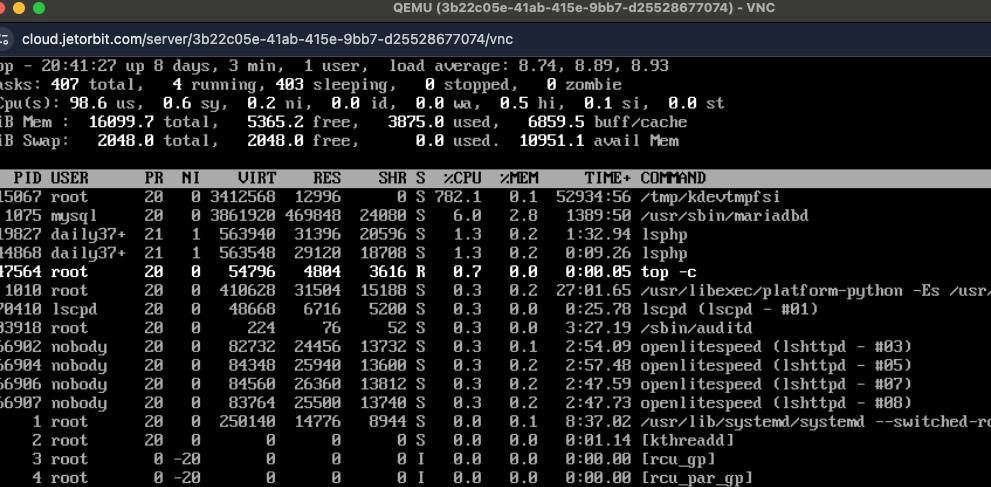 QEMU (3b22c05e-41ab-415e-9bb7-d25528677074) - VNC
cloud.jetorbit.com/server/3b22c05e-41ab-415e-9bb7-d25528677074/vnc
op - 20:41:27 up 8 days, 3 min, 1 user, load average: 8.74, 8.89, 8.93
asks: 407 total, 4 running, 403 sleeping, 0 stopped, 0 zombie
Cpu(s): 98.6 us, 0.6 sy, 0.2 ni, 0.0 id, 0.0 wa, 0.5 hi, 0.1 si, 0.0 st
iB Mem : 16099.7 total, 5365.2 free, 3875.0 used, 6859.5 buff/cache
iB Swap: 2048.0 total, 2048.0 free, 0.0 used. 10951.1 avail Mem
PID USER PR NI VIRT RES SHR S %CPU %MEM TIME+ COMMAND
15067 root 20 0 3412568 12996 0 S 782.1 0.1 52934:56 /tmp/kdevtmpfsi
1075 mysql 20 0 3861920 469848 24080 S 6.0 2.8 1389:50 /usr/sbin/mariadbd
19827 daily37+ 21 1 563940 31396 20596 S 1.3 0.2 1:32.94 lsphp
44868 daily37+ 21 1 563548 29120 18708 S 1.3 0.2 0:09.26 lsphp
47564 root 20 0 54796 4804 3616 R 0.7 0.0 0:00.05 top -c
1010 root 20 0 410628 31504 15188 S 0.3 0.2 27:01.65 /usr/libexec/platform-python -Es /usr/
70410 lscpd 20 0 48668 6716 5200 S 0.3 0.0 0:25.78 lscpd (lscpd - #01)
03918 root 20 0 224 76 52 S 0.3 0.0 3:27.19 /sbin/auditd
66902 nobody 20 0 82732 24456 13732 S 0.3 0.1 2:54.09 openlitespeed (lshttpd - #03)
66904 nobody 20 0 84348 25940 13600 S 0.3 0.2 2:57.48 openlitespeed (lshttpd - #05)
66906 nobody 20 0 84560 26360 13812 S 0.3 0.2 2:47.59 openlitespeed (lshttpd - #07)
66907 nobody 20 0 83764 25500 13740 S 0.3 0.2 2:47.73 openlitespeed (lshttpd - #08)
1 root 20 0 250140 14776 8944 S 0.0 0.1 8:37.02 /usr/lib/systemd/systemd --switched-ro
2 root 20 0 0 0 0 S 0.0 0.0 0:01.14 [kthreadd]
3 root 0 -20 0 0 0 I 0.0 0.0 0:00.00 [rcu_gp]
4 root 0 -20 0 0 0 I 0.0 0.0 0:00.00 [rcu_par_gp]